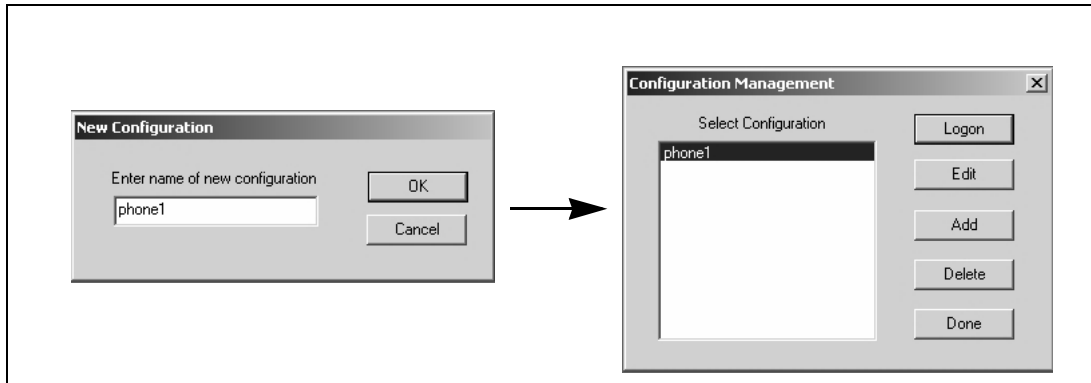 New Configuration
Enter name of new configuration
phone1
OK
Cancel
Configuration Management
Select Configuration
phone1
Logon
Edit
Add
Delete
Done